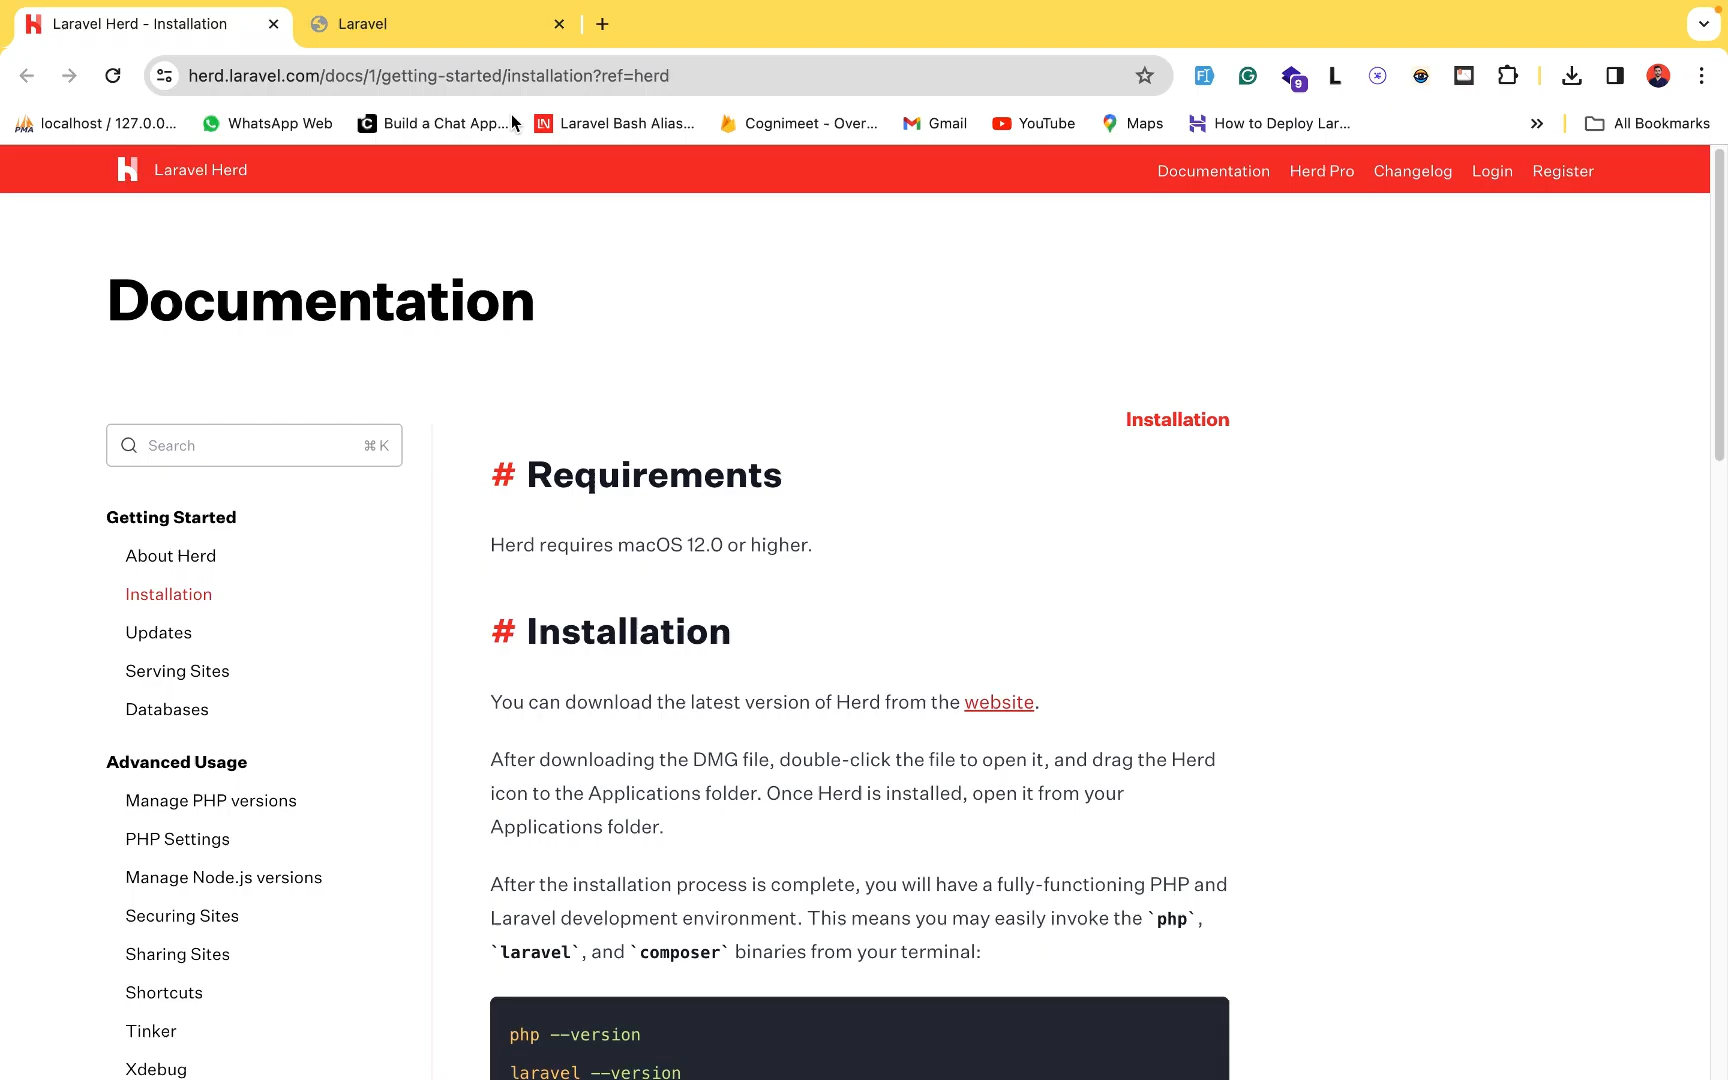 Laravel Herd - Installation
Laravel
herd.laravel.com/docs/1/getting-started/installation?ref=herd
9
localhost / 127.0.0...
WhatsApp Web
Build a Chat App...
Laravel Bash Alias...
Cognimeet - Over...
Gmail
YouTube
Maps
How to Deploy Lar...
All Bookmarks
Laravel Herd
Documentation
Herd Pro
Changelog
Login
Register
Documentation
Search
⌘ K
Getting Started
About Herd
Installation
Updates
Serving Sites
Databases
Advanced Usage
Manage PHP versions
PHP Settings
Manage Node.js versions
Securing Sites
Sharing Sites
Shortcuts
Tinker
Xdebug
Installation
# Requirements
Herd requires macOS 12.0 or higher.
# Installation
You can download the latest version of Herd from the website.
After downloading the DMG file, double-click the file to open it, and drag the Herd
icon to the Applications folder. Once Herd is installed, open it from your
Applications folder.
After the installation process is complete, you will have a fully-functioning PHP and
Laravel development environment. This means you may easily invoke the `php`,
`laravel`, and `composer` binaries from your terminal:
php --version
laravel --version